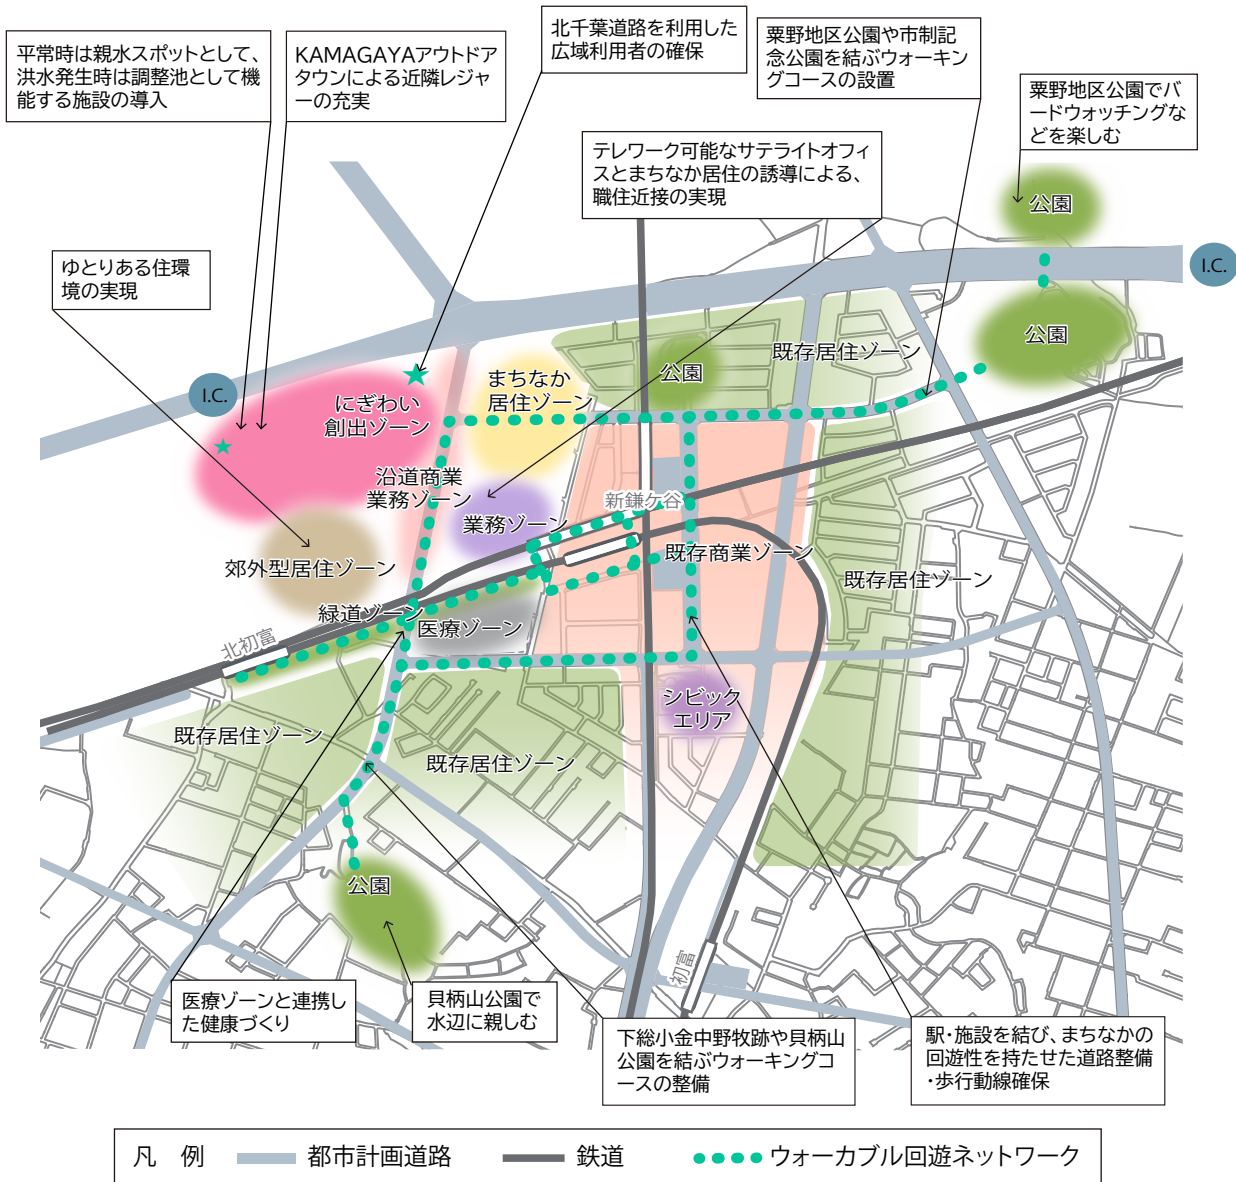 北千葉道路を利用した
広域利用者の確保
粟野地区公園や市制記
念公園を結ぶウォーキン
グコースの設置
平常時は親水スポットとして、
洪水発生時は調整池として機
能する施設の導入
KAMAGAYAアウトドア
タウンによる近隣レジャ
ーの充実
粟野地区公園でバ
ードウォッチングな
どを楽しむ
テレワーク可能なサテライトオフィ
スとまちなか居住の誘導による、
職住近接の実現
公園
ゆとりある住環
境の実現
I.C.
公園
既存居住ゾーン
公園
まちなか
居住ゾーン
I.C.
にぎわい
創出ゾーン
沿道商業
業務ゾーン
新鎌ケ谷
業務ゾーン
既存商業ゾーン
郊外型居住ゾーン
既存居住ゾーン
緑道ゾーン
医療ゾーン
北初富
シビック
エリア
既存居住ゾーン
既存居住ゾーン
公園
初富
医療ゾーンと連携し
た健康づくり
貝柄山公園で
水辺に親しむ
下総小金中野牧跡や貝柄山
公園を結ぶウォーキングコ
ースの整備
駅・施設を結び、まちなかの
回遊性を持たせた道路整備
・歩行動線確保
凡 例 都市計画道路 鉄道 ウォーカブル回遊ネットワーク